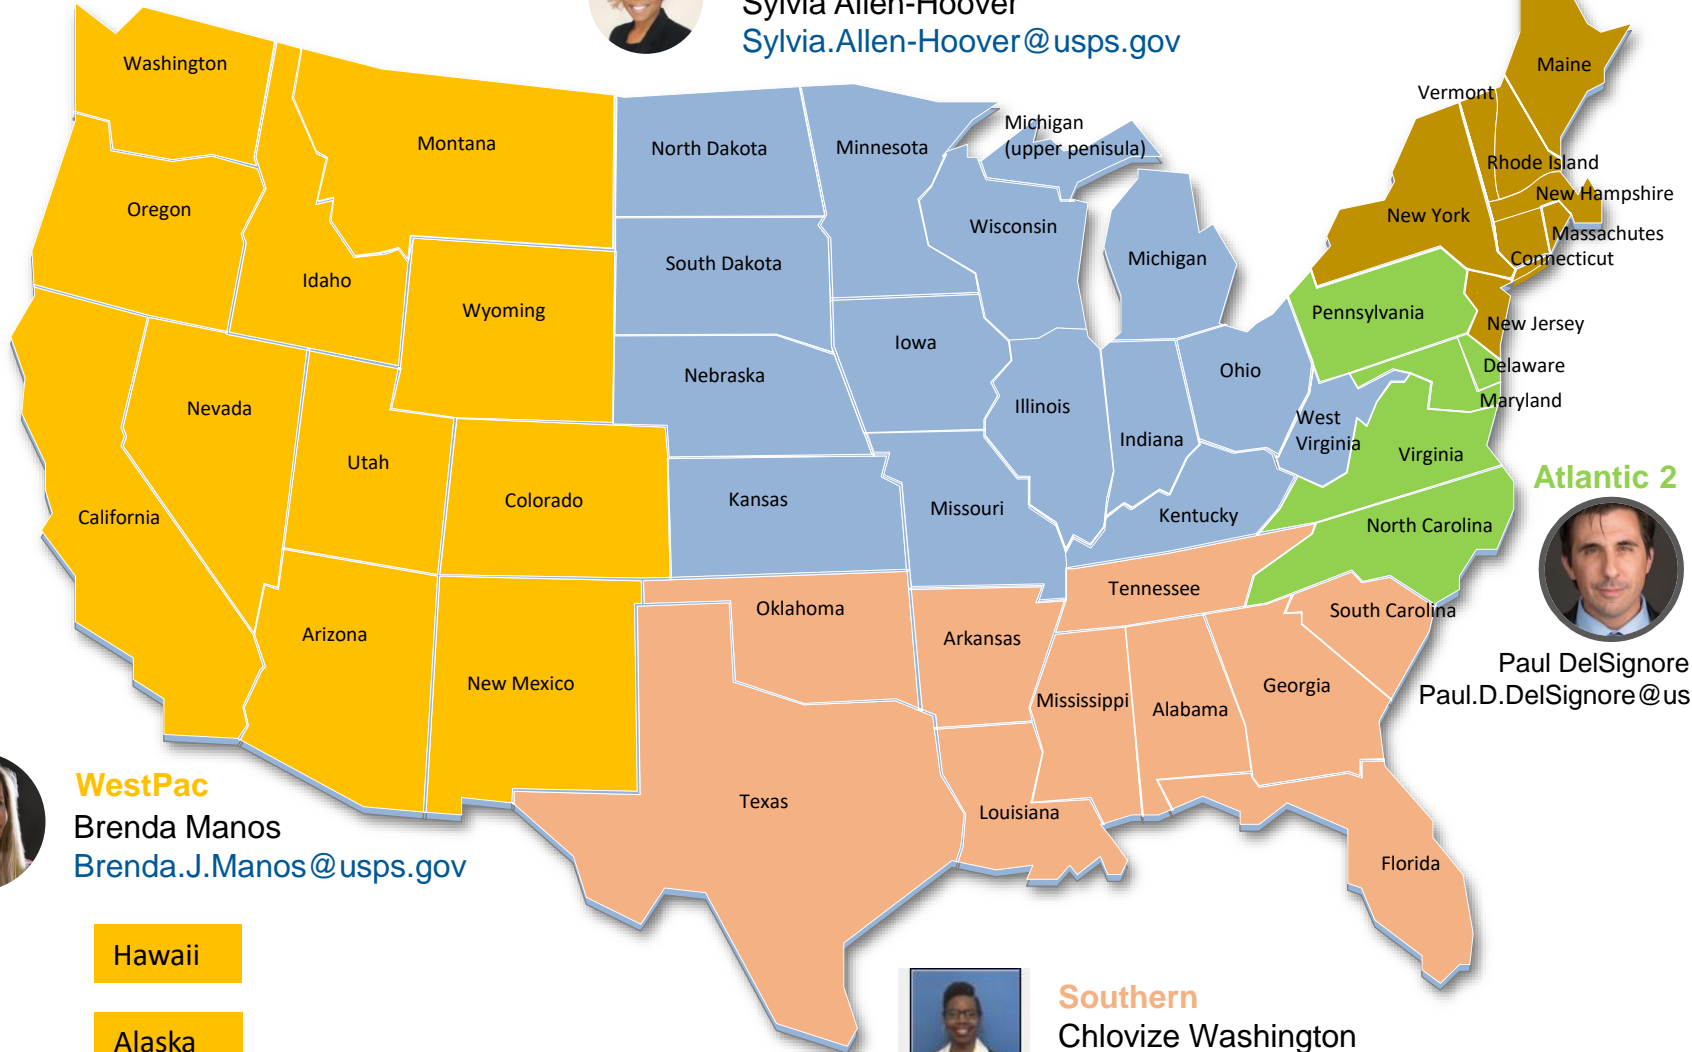 Sylvia Allen-Hoover
Sylvia.Allen-Hoover@usps.gov
Washington
Maine
Vermont
Montana
North Dakota
Minnesota
Michigan
(upper penisula)
Rhode Island
New Hampshire
Oregon
New York
Wisconsin
Massachutes
Connecticut
Michigan
South Dakota
Idaho
Wyoming
Pennsylvania
New Jersey
Iowa
Delaware
Ohio
Nebraska
Maryland
Nevada
Illinois
West
Virginia
Indiana
Virginia
Utah
Atlantic 2
Colorado
Kansas
Missouri
California
Kentucky
North Carolina
Tennessee
Oklahoma
South Carolina
Arizona
Arkansas
Paul DelSignore
Paul.D.DelSignore@us
New Mexico
Georgia
Mississippi
Alabama
WestPac
Brenda Manos
Brenda.J.Manos@usps.gov
Texas
Louisiana
Florida
Hawaii
Alaska
Southern
Chlovize Washington